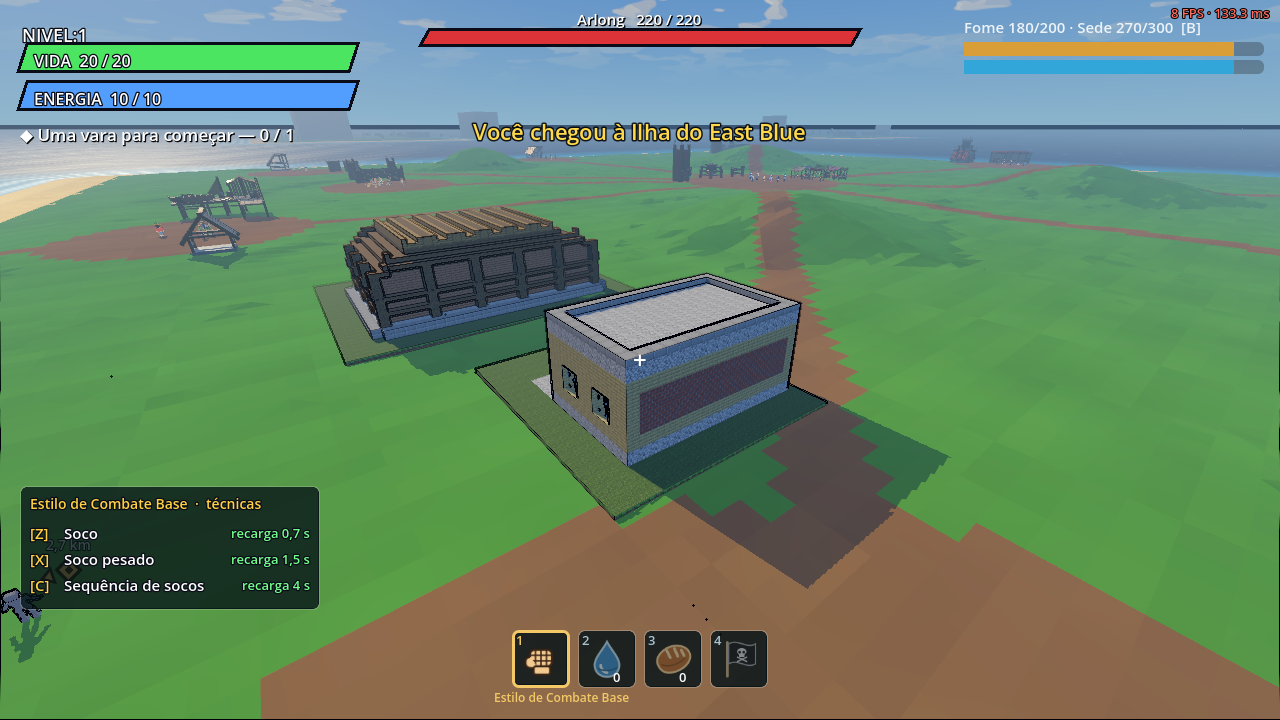 8 FPS · 133.3 ms
Arlong 220 / 220
NIVEL:1
VIDA 20 / 20
ENERGIA 10 / 10
Fome 180/200 · Sede 270/300 [B]
◆ Uma vara para começar — 0 / 1
Você chegou à Ilha do East Blue
Estilo de Combate Base · técnicas
[Z] Soco recarga 0,7 s
2,7 km
[X] Soco pesado recarga 1,5 s
[C] Sequência de socos recarga 4 s
1 2 3 4
0 0
Estilo de Combate Base